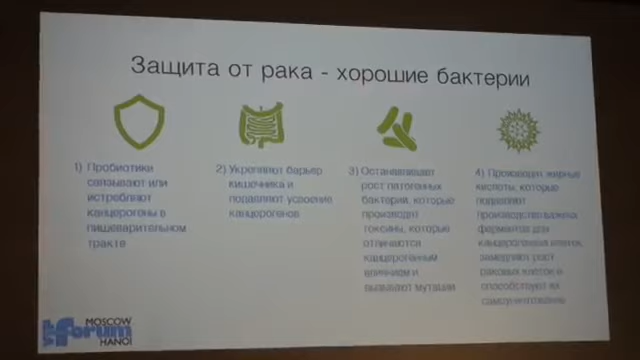 Защита от рака - хорошие бактерии
1) Пробиотики
связывают или
истребляют
канцерогены в
пищеварительном
тракте
2) Укрепляют барьер
кишечника и
подавляют усвоение
канцерогенов
3) Останавливают
рост патогенных
бактерий, которые
производят
токсины, которые
отличаются
канцерогенным
влиянием и
вызывают мутации
4) жирные
кислоты, которые
подавляют
производство
ферментов для
замедляют рост
раковых клеток и
способствуют их
MOSCOW
forum
HANOI